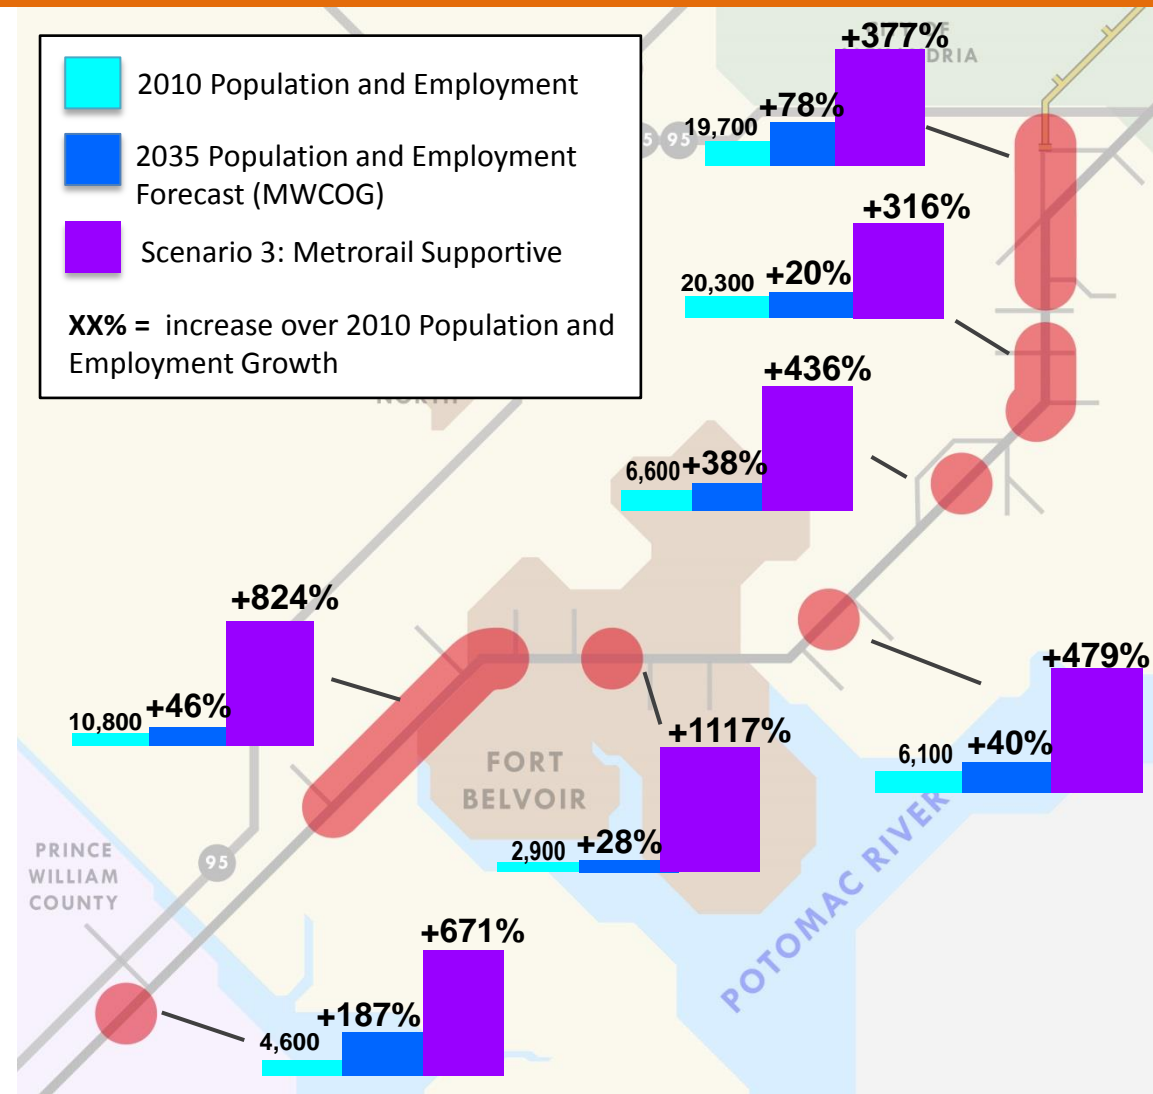 2010 Population and Employment
2035 Population and Employment
Forecast (MWCOG)
Scenario 3: Metrorail Supportive
XX% = increase over 2010 Population and
Employment Growth
+377%
+78%
19,700
95
+316%
+20%
20,300
+436%
+38%
6,600
+824%
+46%
10,800
+479%
+40%
6,100
+1117%
+28%
2,900
FORT
BELVOIR
PRINCE
WILLIAM
COUNTY
95
POTOMAC RIVER
+671%
+187%
4,600